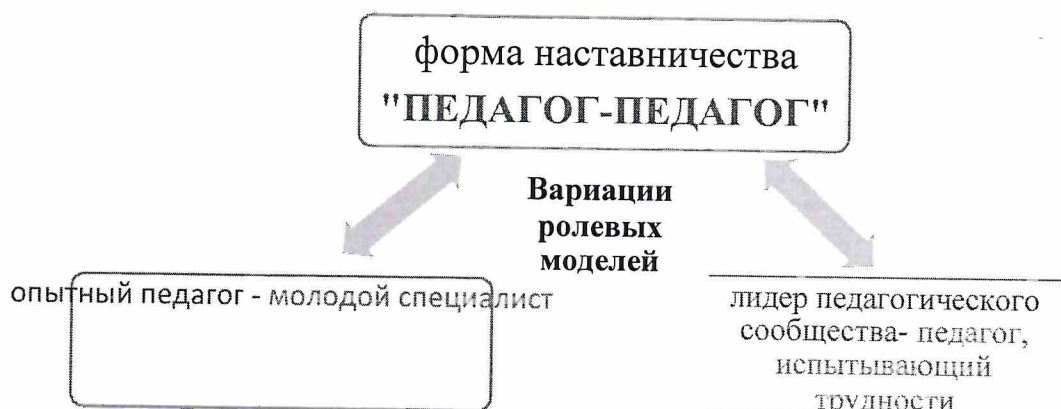 форма наставничества
"ПЕДАГОГ-ПЕДАГОГ"
Вариации
ролевых
моделей
опытный педагог - молодой специалист
лидер педагогического
сообщества- педагог,
испытывающий
трудности